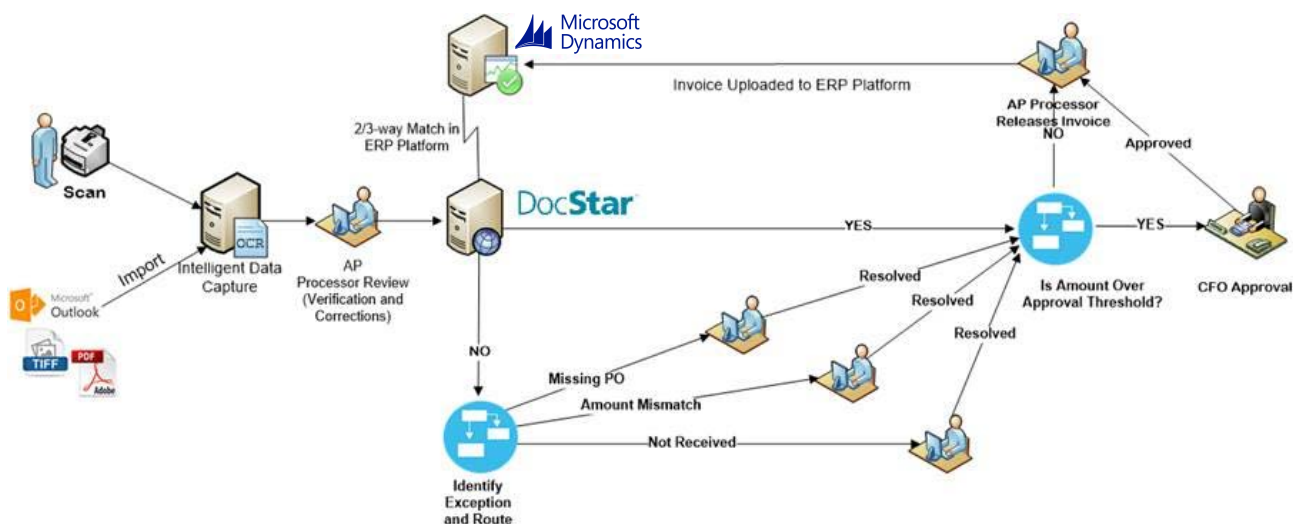 Microsoft
Dynamics
Invoice Uploaded to ERP Platform
AP Processor
Releases Invoice
NO
Approved
2/3-way Match in
ERP Platform
Scan
DocStar
OCR
YES
YES
Import
Intelligent Data
Capture
AP
Processor Review
(Verification and
Corrections)
Resolved
Is Amount Over
Approval Threshold?
CFO Approval
Microsoft
Outlook
Resolved
Resolved
TIFF
PDF
Adobe
NO
Missing PO
Amount Mismatch
Not Received
Identify
Exception
and Route